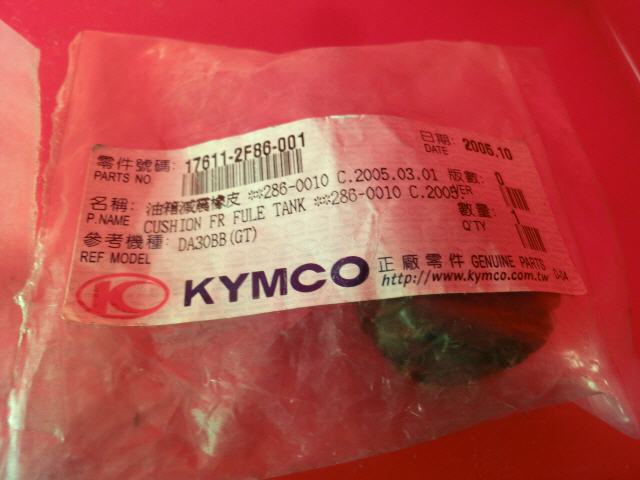 零件號碼: 17611-2F86-001 日期: 2005.10
PARTS NO. DATE
名稱: 油箱減震橡皮 **286-0010 C.2005.03.01 版數: 0
P.NAME CUSHION FR FULE TANK **286-0010 C.2005. VER
參考機種: DA30BB(GT) 數量: 1
REF MODEL Q'TY
KC KYMCO 正廠零件 GENUINE PARTS
http://www.kymco.com.tw